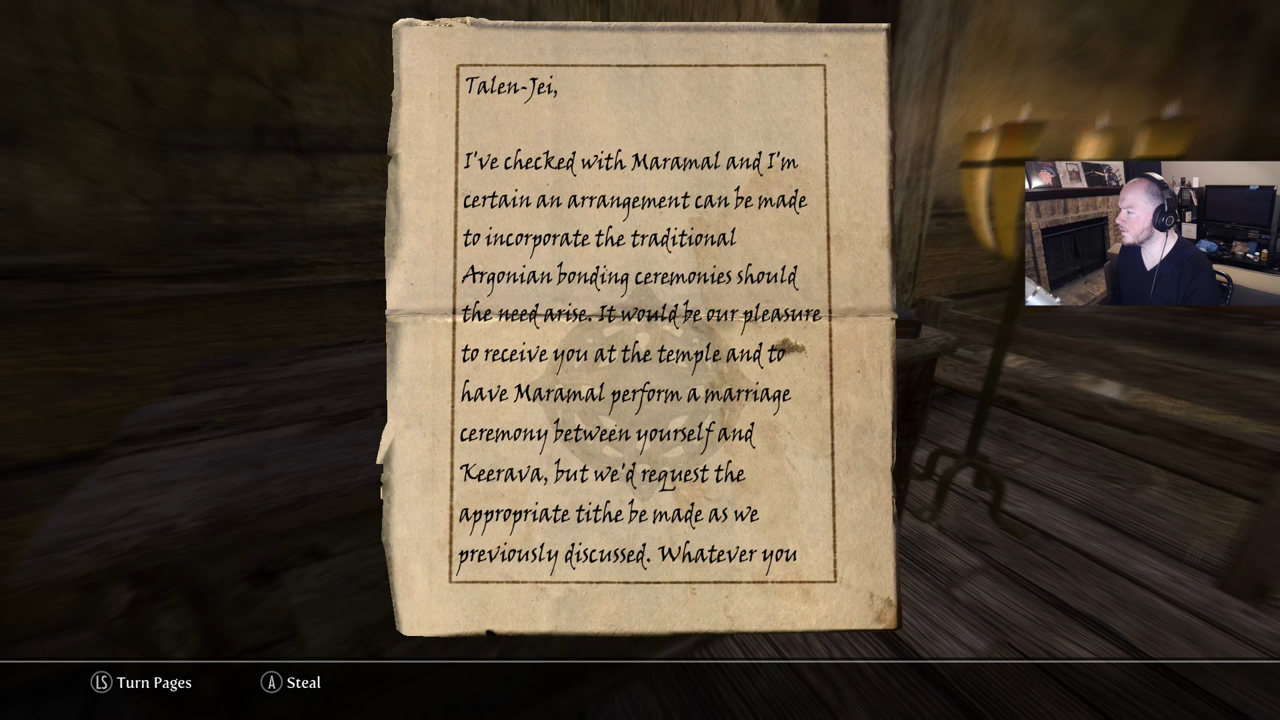 Talen-Jei,
I've checked with Maramal and I'm
certain an arrangement can be made
to incorporate the traditional
Argonian bonding ceremonies should
the need arise. It would be our pleasure
to receive you at the temple and to
have Maramal perform a marriage
ceremony between yourself and
Keerava, but we'd request the
appropriate tithe be made as we
previously discussed. Whatever you
LS Turn Pages
A Steal